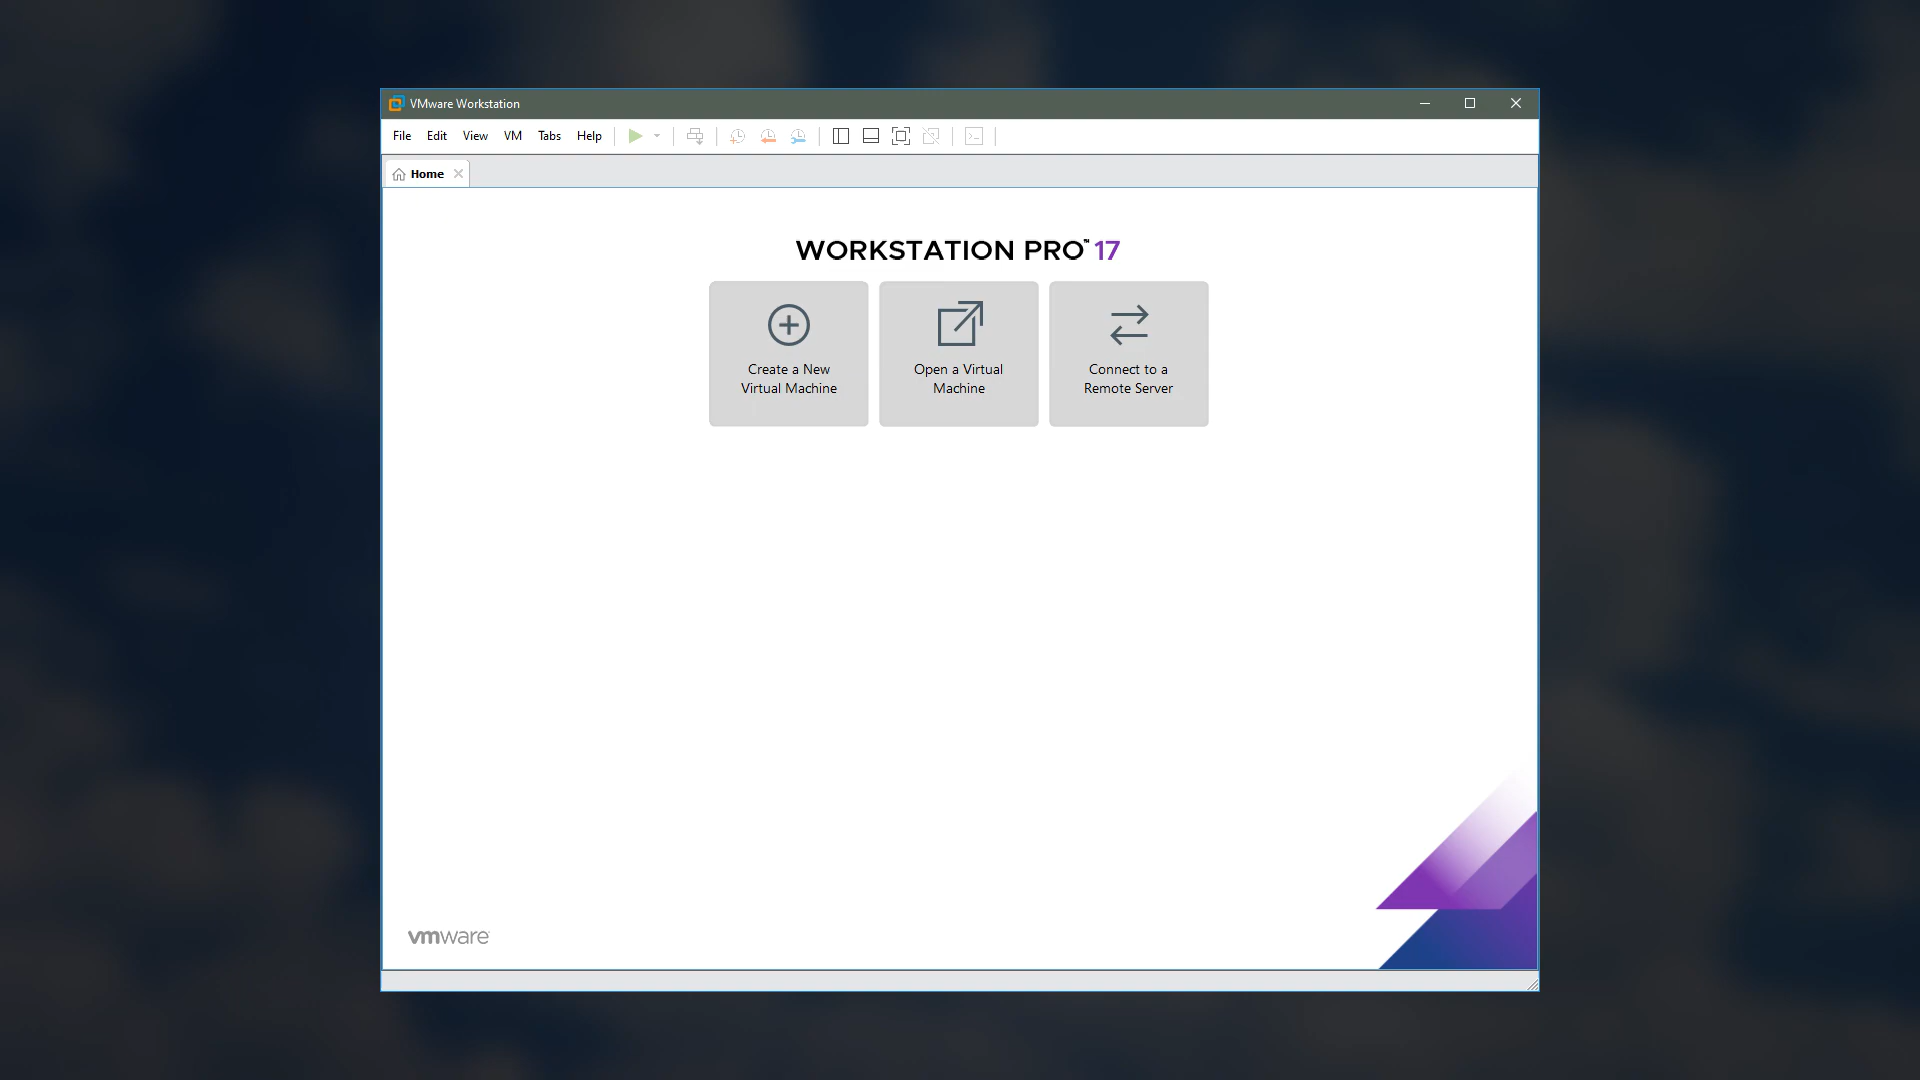 VMware Workstation
File Edit View VM Tabs Help
Home
WORKSTATION PRO™ 17
Create a New
Virtual Machine
Open a Virtual
Machine
Connect to a
Remote Server
vmware